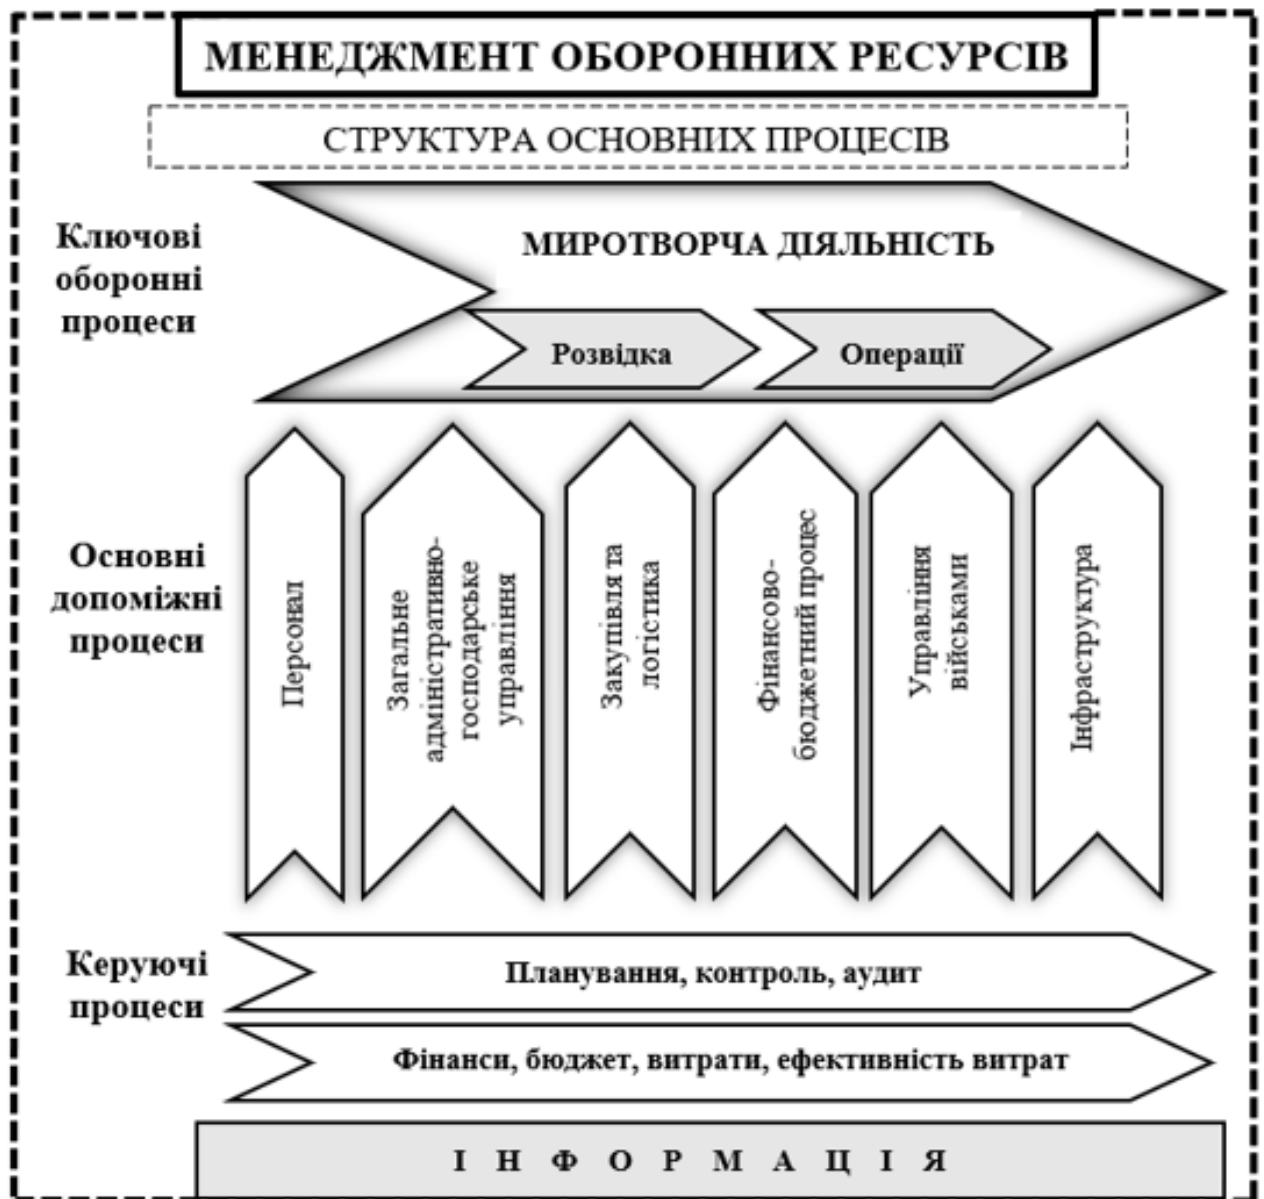 МЕНЕДЖМЕНТ ОБОРОННИХ РЕСУРСІВ
СТРУКТУРА ОСНОВНИХ ПРОЦЕСІВ
Ключові
оборонні
процеси
МИРОТВОРЧА ДІЯЛЬНІСТЬ
Розвідка
Операції
Основні
допоміжні
процеси
Персонал
Загальне
адміністративно-
господарське
управління
Закупівля та
логістика
Фінансово-
бюджетний процес
Управління
військами
Інфраструктура
Керуючі
процеси
Планування, контроль, аудит
Фінанси, бюджет, витрати, ефективність витрат
І Н Ф О Р М А Ц І Я